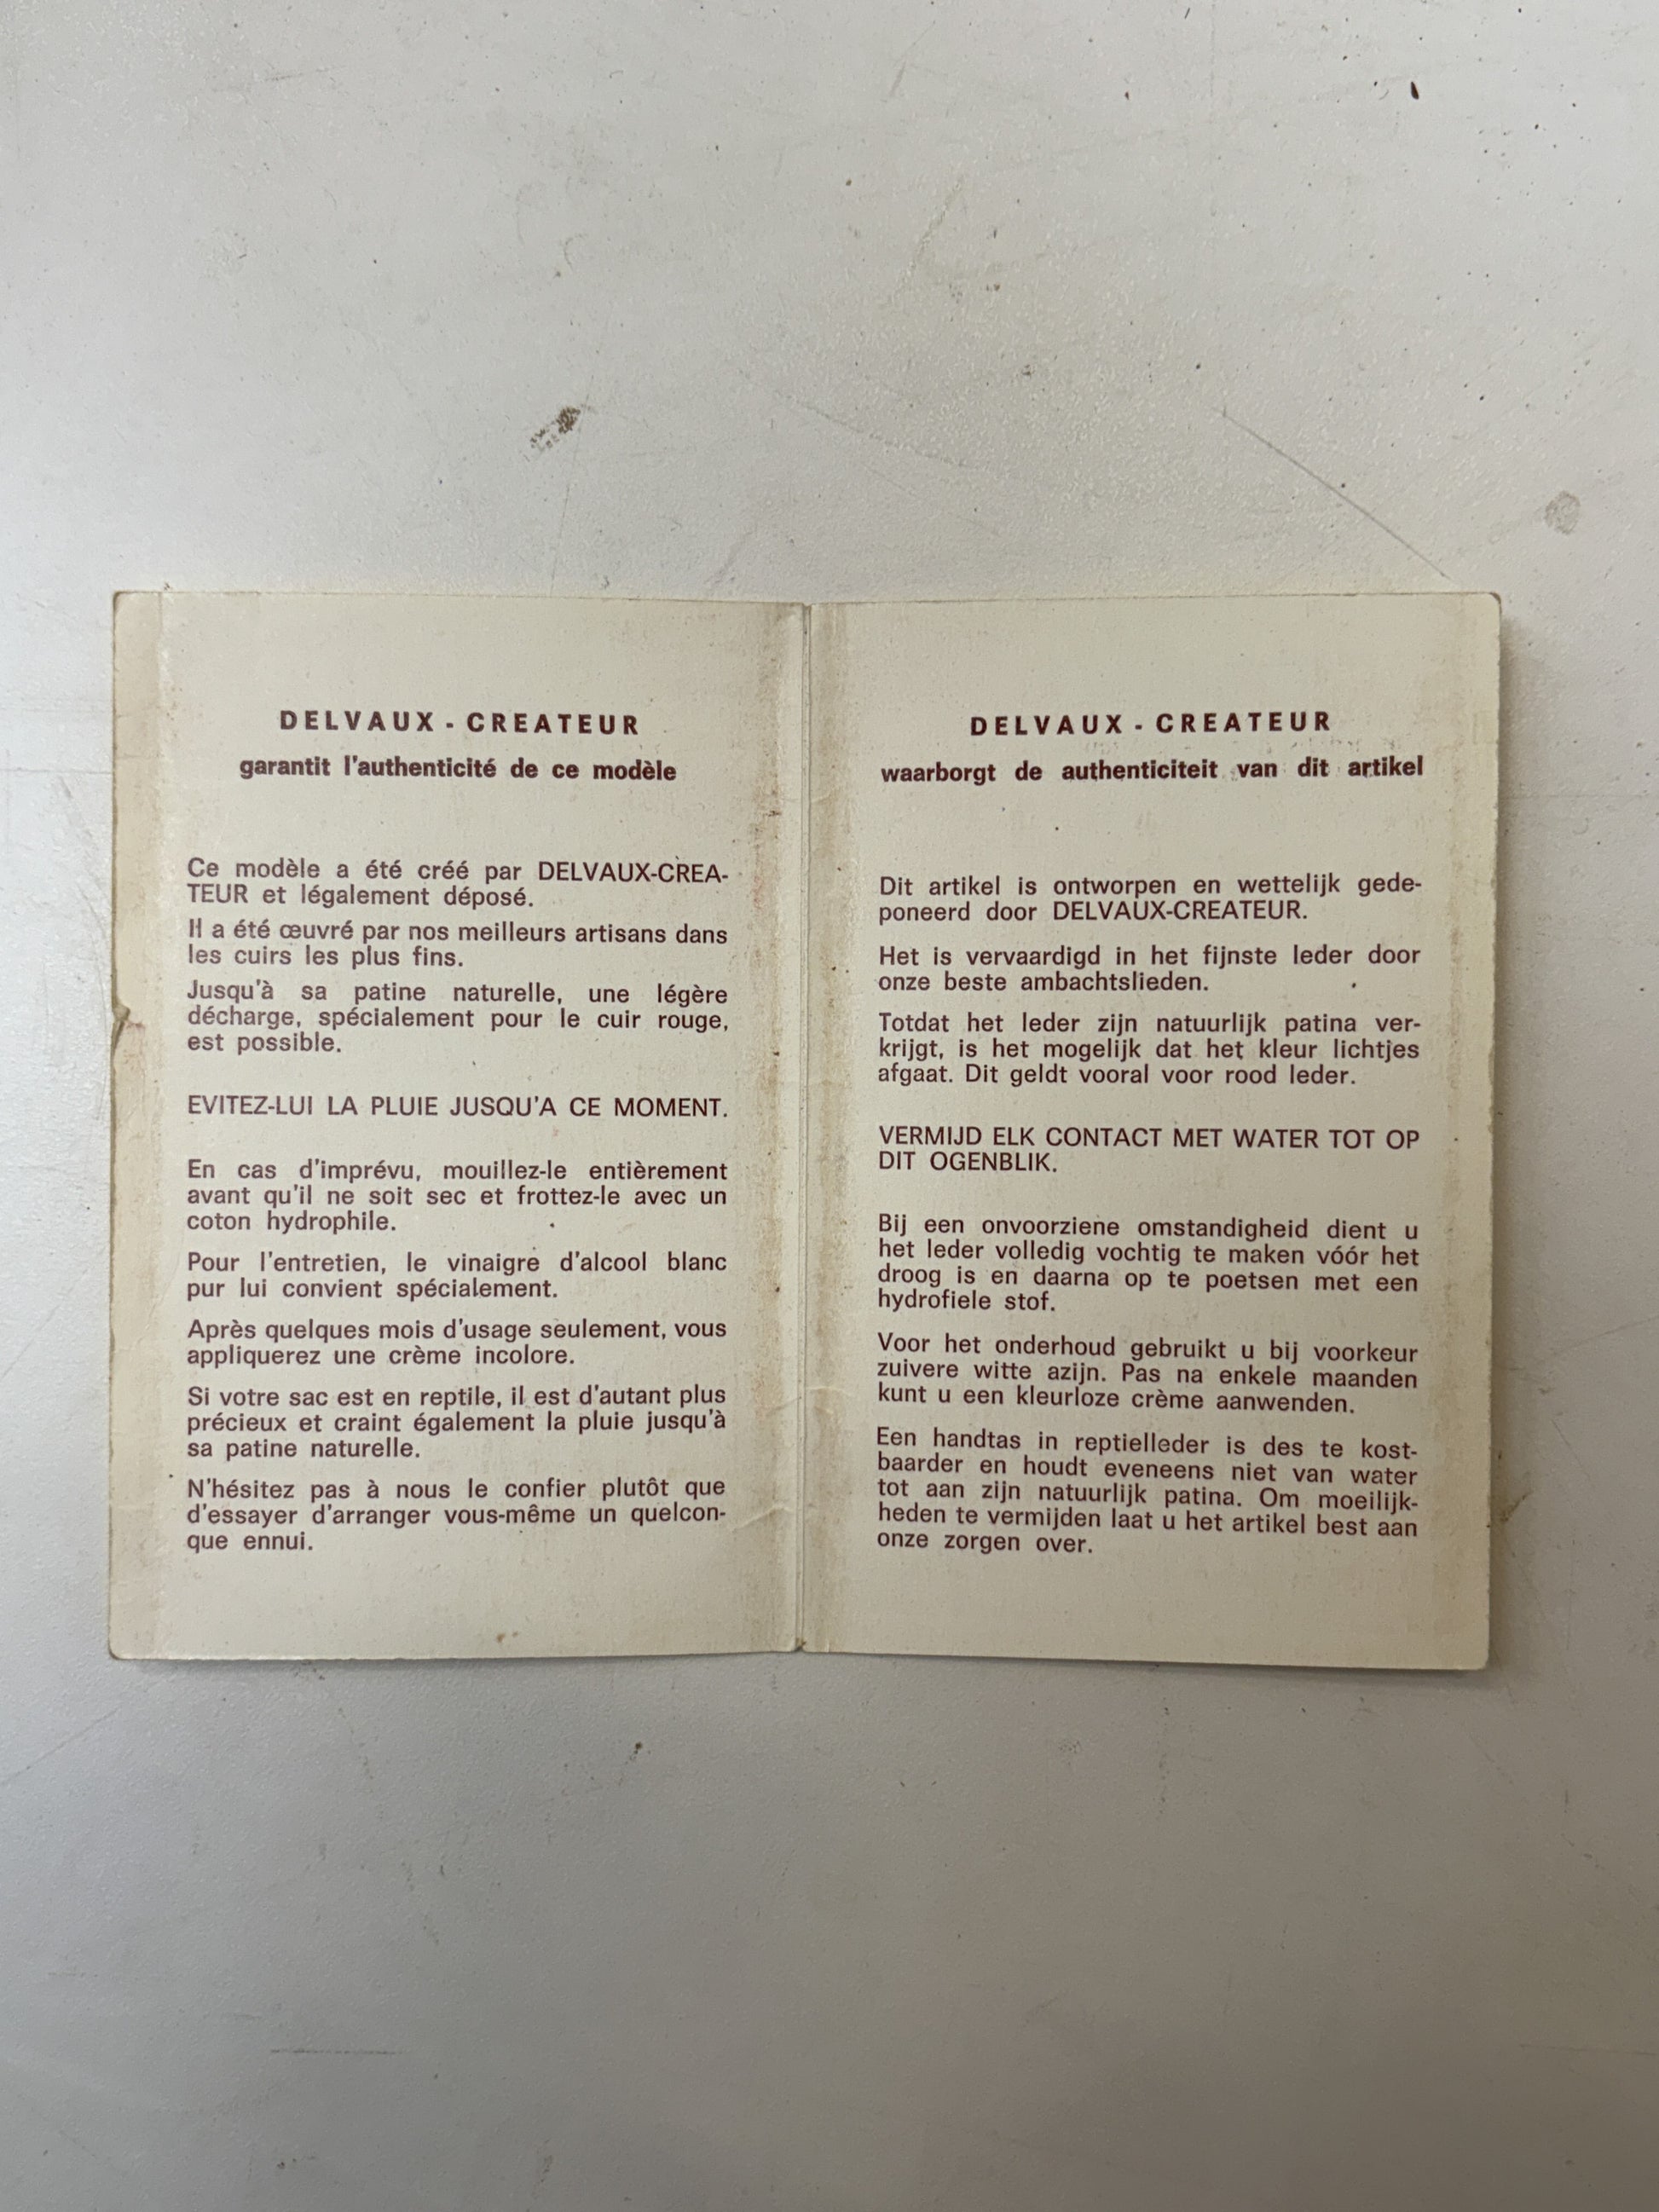 DELVAUX - CREATEUR
garantit l'authenticité de ce modèle
Ce modèle a été créé par DELVAUX-CREA-
TEUR et légalement déposé.
Il a été œuvré par nos meilleurs artisans dans
les cuirs les plus fins.
Jusqu'à sa patine naturelle, une légère
décharge, spécialement pour le cuir rouge,
est possible.
EVITEZ-LUI LA PLUIE JUSQU'A CE MOMENT.
En cas d'imprévu, mouillez-le entièrement
avant qu'il ne soit sec et frottez-le avec un
coton hydrophile.
Pour l'entretien, le vinaigre d'alcool blanc
pur lui convient spécialement.
Après quelques mois d'usage seulement, vous
appliquerez une crème incolore.
Si votre sac est en reptile, il est d'autant plus
précieux et craint également la pluie jusqu'à
sa patine naturelle.
N'hésitez pas à nous le confier plutôt que
d'essayer d'arranger vous-même un quelcon-
que ennui.
DELVAUX - CREATEUR
waarborgt de authenticiteit van dit artikel
Dit artikel is ontworpen en wettelijk gede-
poneerd door DELVAUX-CREATEUR.
Het is vervaardigd in het fijnste leder door
onze beste ambachtslieden.
Totdat het leder zijn natuurlijk patina ver-
krijgt, is het mogelijk dat het kleur lichtjes
afgaat. Dit geldt vooral voor rood leder.
VERMIJD ELK CONTACT MET WATER TOT OP
DIT OGENBLIK.
Bij een onvoorziene omstandigheid dient u
het leder volledig vochtig te maken vóór het
droog is en daarna op te poetsen met een
hydrofiele stof.
Voor het onderhoud gebruikt u bij voorkeur
zuivere witte azijn. Pas na enkele maanden
kunt u een kleurloze crème aanwenden.
Een handtas in reptielleder is des te kost-
baarder en houdt eveneens niet van water
tot aan zijn natuurlijk patina. Om moeilijk-
heden te vermijden laat u het artikel best aan
onze zorgen over.